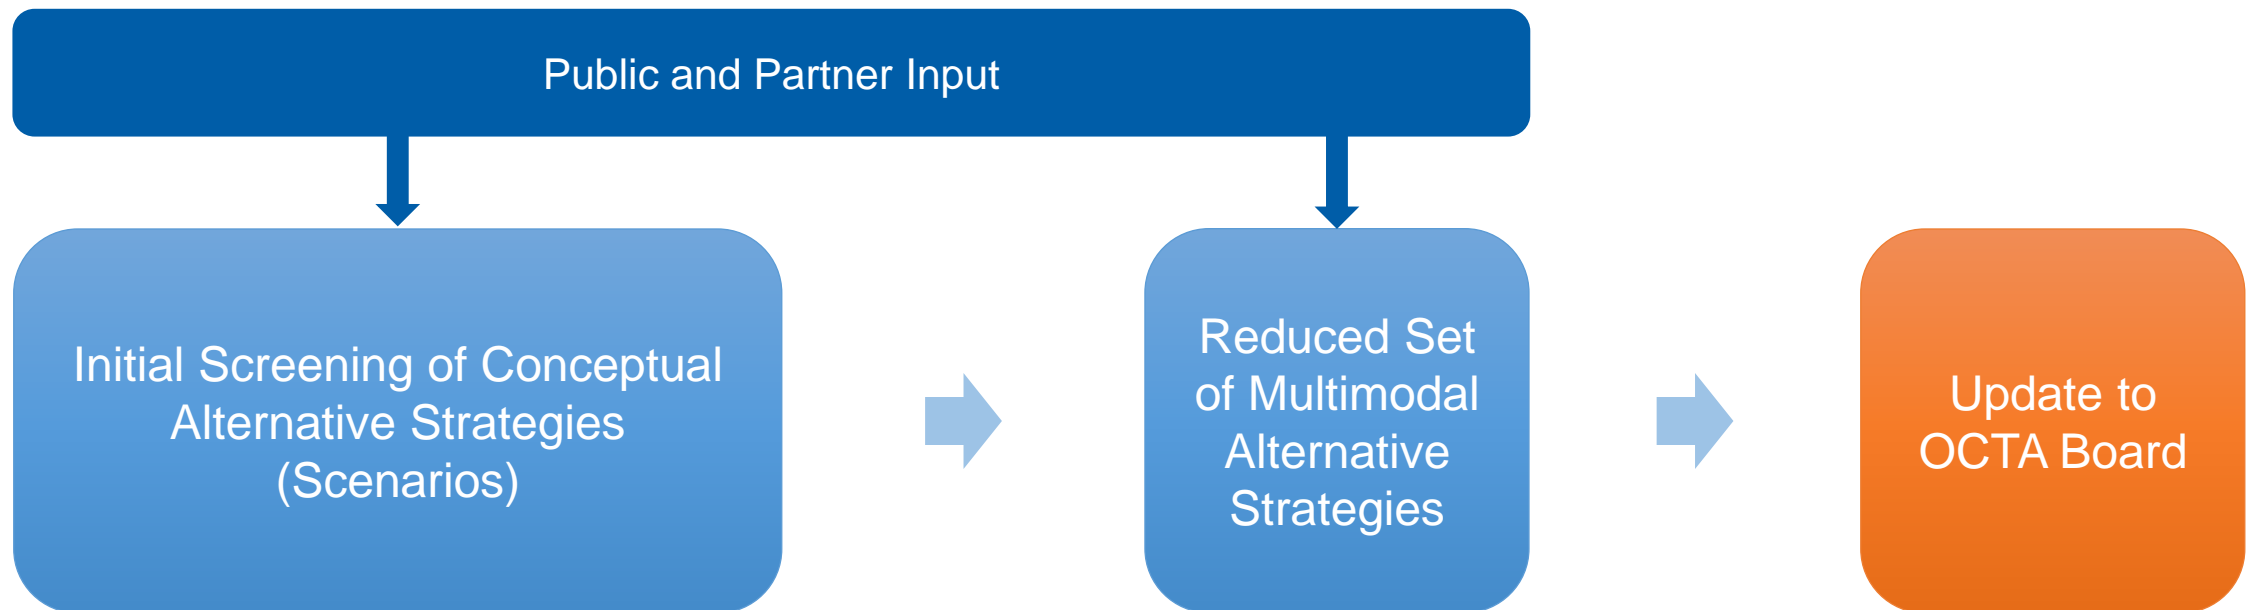 Public and Partner Input
Initial Screening of Conceptual
Alternative Strategies
(Scenarios)
Reduced Set
of Multimodal
Alternative
Strategies
Update to
OCTA Board